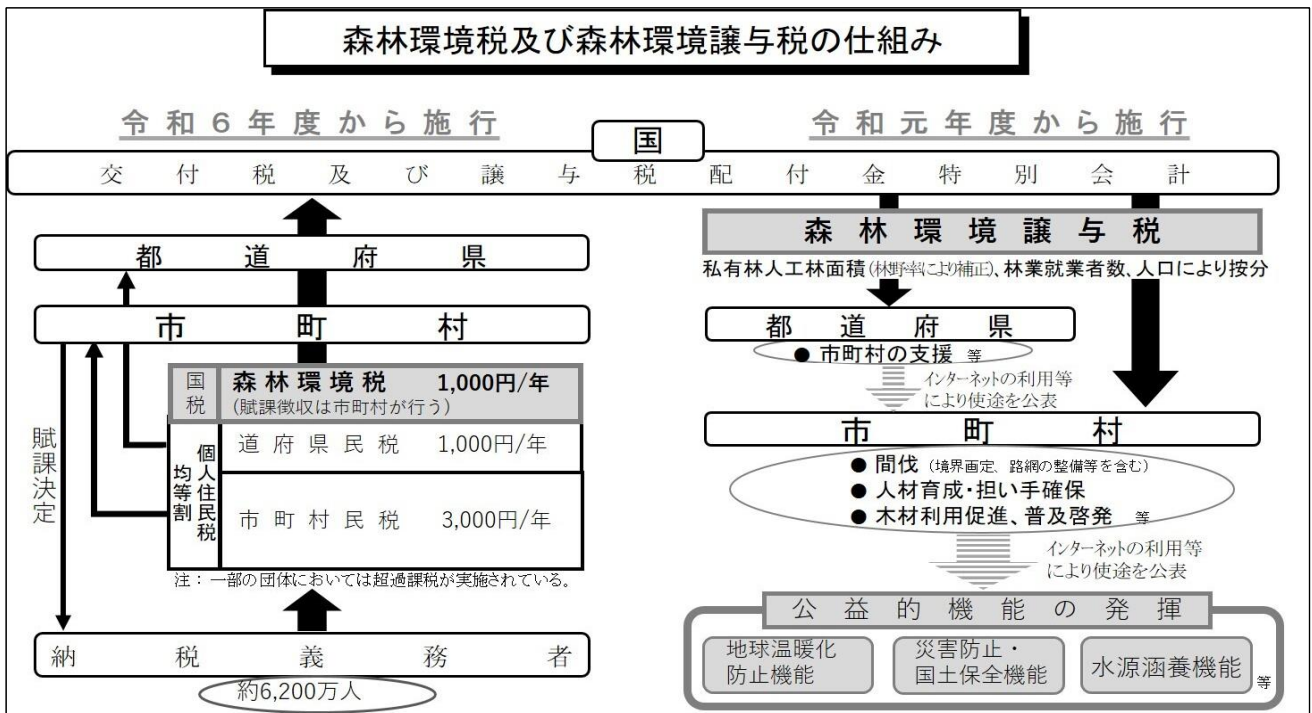 森林環境税及び森林環境譲与税の仕組み
令和6年度から施行
令和元年度から施行
国
交付税及び譲与税配付金特別会計
都道府県
市町村
国税
森林環境税 1,000円/年
(賦課徴収は市町村が行う)
個人住民税
均等割
道府県民税 1,000円/年
市町村民税 3,000円/年
注：一部の団体においては超過課税が実施されている。
賦課決定
納税義務者
約6,200万人
森林環境譲与税
私有林人工林面積(林野率により補正)、林業就業者数、人口により按分
都道府県
● 市町村の支援 等
インターネットの利用等
により使途を公表
市町村
● 間伐（境界画定、路網の整備等を含む）
● 人材育成・担い手確保
● 木材利用促進、普及啓発 等
インターネットの利用等
により使途を公表
公益的機能の発揮
地球温暖化
防止機能
災害防止・
国土保全機能
水源涵養機能
等